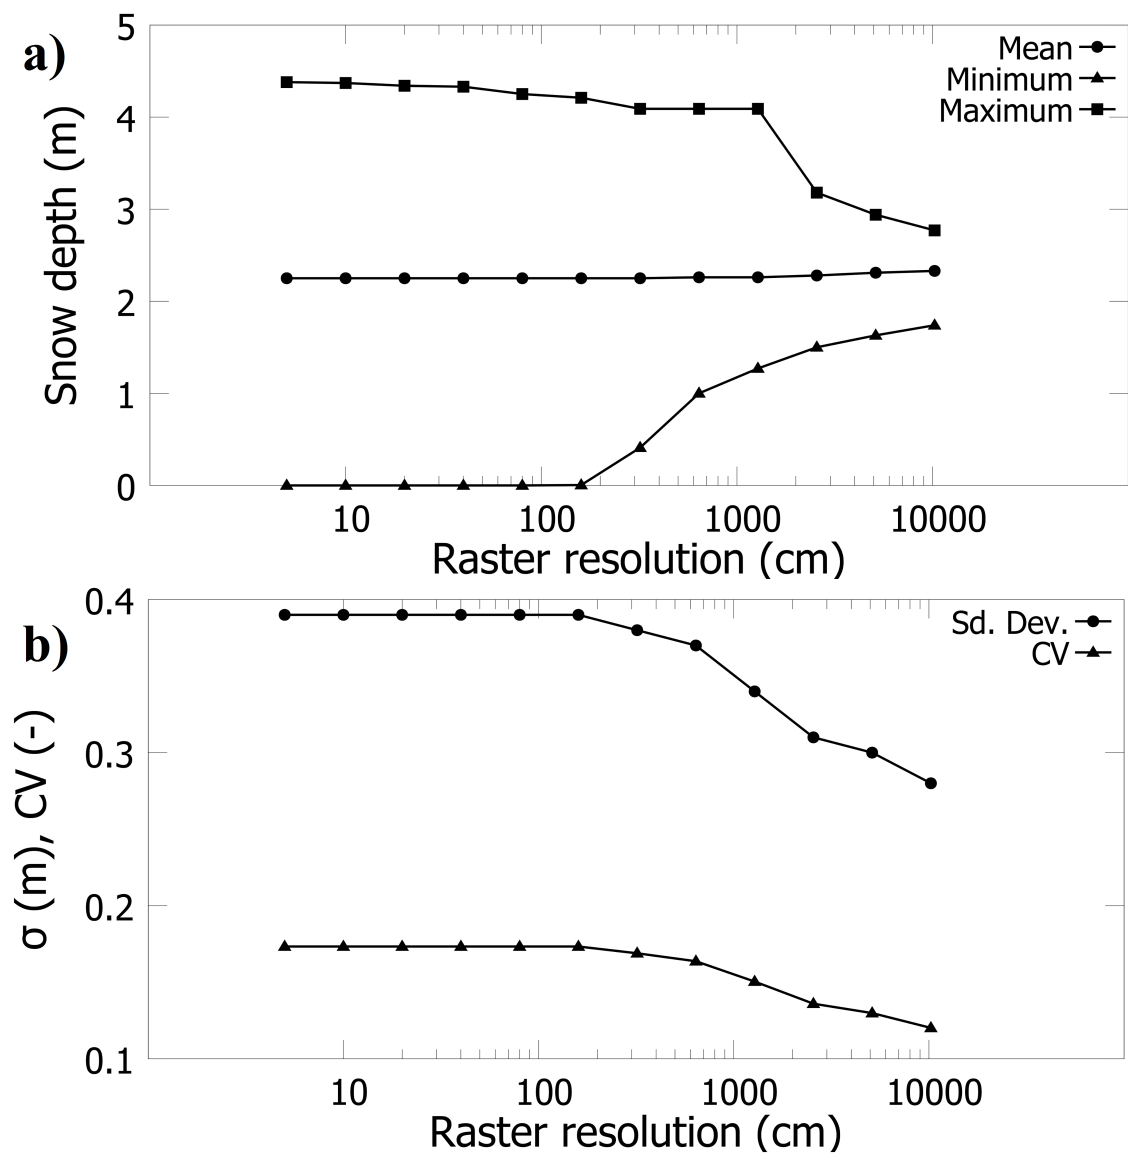 a)
5
Mean
Minimum
Maximum
4
3
2
1
0
Snow depth (m)
10 100 1000 10000
Raster resolution (cm)
b)
0.4
Sd. Dev.
CV
0.3
0.2
0.1
σ (m), CV (-)
10 100 1000 10000
Raster resolution (cm)